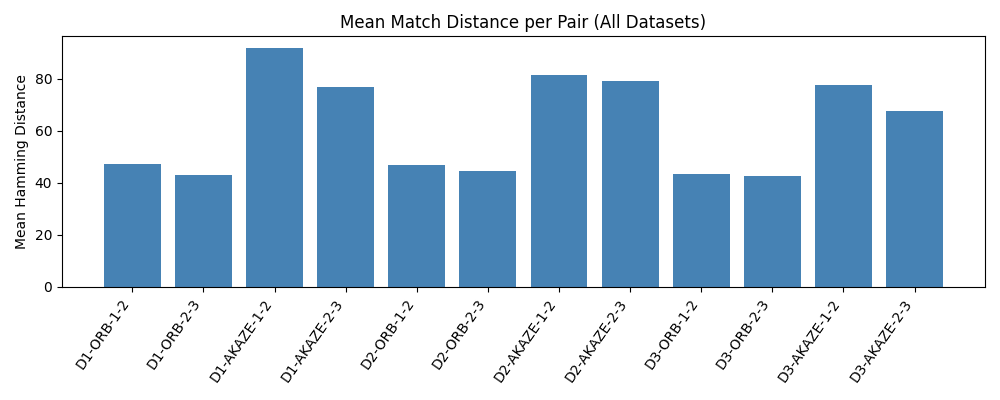 Mean Match Distance per Pair (All Datasets)
Mean Hamming Distance
80
60
40
20
0
D1-ORB-1-2
D1-ORB-2-3
D1-AKAZE-1-2
D1-AKAZE-2-3
D2-ORB-1-2
D2-ORB-2-3
D2-AKAZE-1-2
D2-AKAZE-2-3
D3-ORB-1-2
D3-ORB-2-3
D3-AKAZE-1-2
D3-AKAZE-2-3